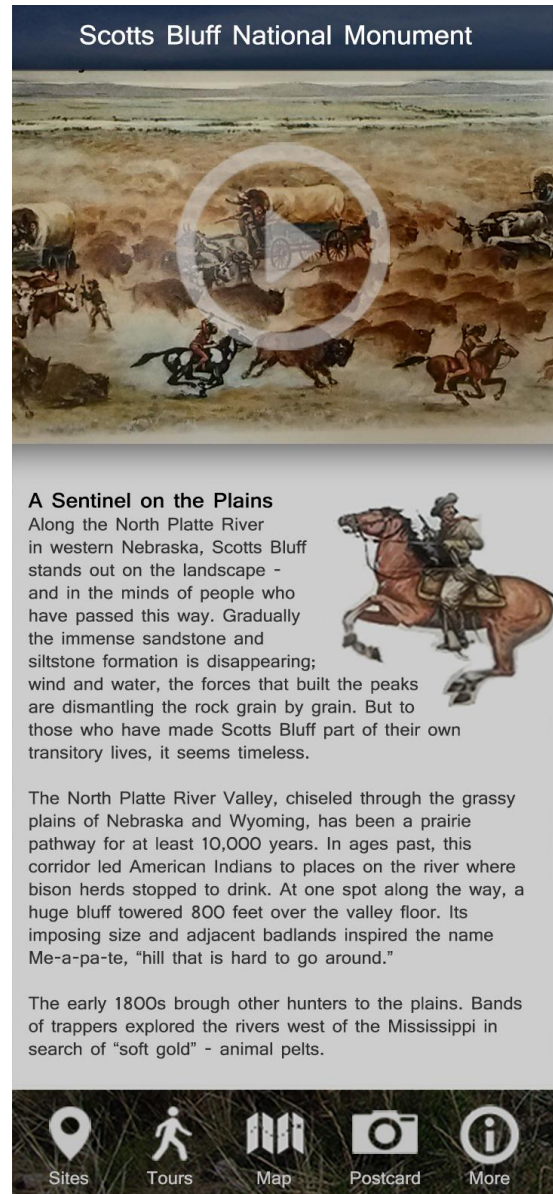 Scotts Bluff National Monument
A Sentinel on the Plains
Along the North Platte River
in western Nebraska, Scotts Bluff
stands out on the landscape -
and in the minds of people who
have passed this way. Gradually
the immense sandstone and
siltstone formation is disappearing;
wind and water, the forces that built the peaks
are dismantling the rock grain by grain. But to
those who have made Scotts Bluff part of their own
transitory lives, it seems timeless.
The North Platte River Valley, chiseled through the grassy
plains of Nebraska and Wyoming, has been a prairie
pathway for at least 10,000 years. In ages past, this
corridor led American Indians to places on the river where
bison herds stopped to drink. At one spot along the way, a
huge bluff towered 800 feet over the valley floor. Its
imposing size and adjacent badlands inspired the name
Me-a-pa-te, “hill that is hard to go around.”
The early 1800s brough other hunters to the plains. Bands
of trappers explored the rivers west of the Mississippi in
search of “soft gold” - animal pelts.
Sites
Tours
Map
Postcard
More